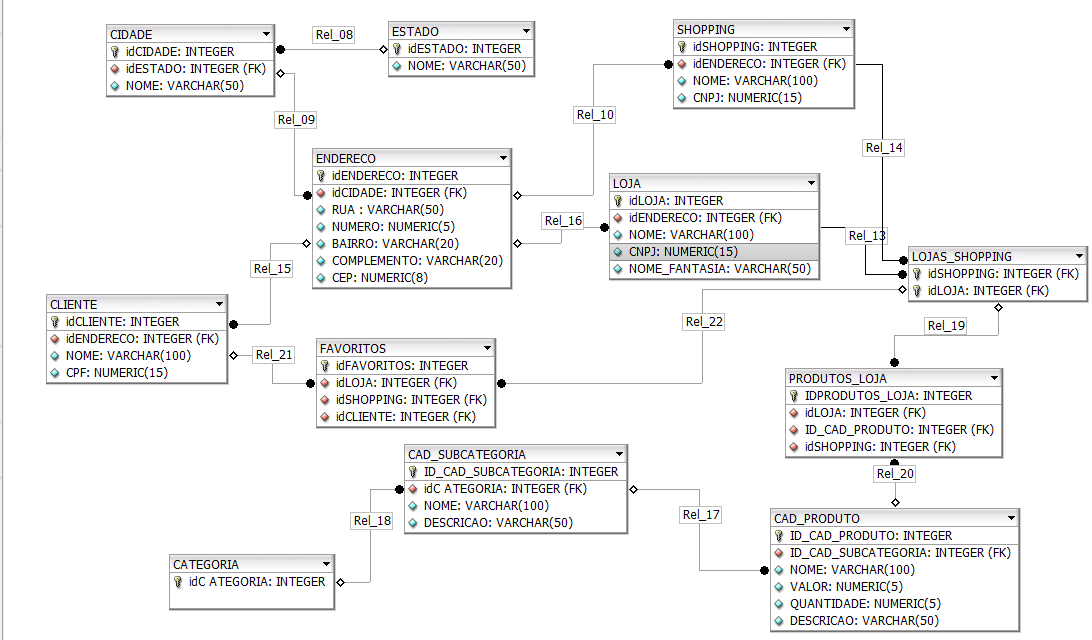 CIDADE
idCIDADE: INTEGER
idESTADO: INTEGER (FK)
NOME: VARCHAR(50)
Rel_08
ESTADO
idESTADO: INTEGER
NOME: VARCHAR(50)
SHOPPING
idSHOPPING: INTEGER
idENDERECO: INTEGER (FK)
NOME: VARCHAR(100)
CNPJ: NUMERIC(15)
Rel_09
Rel_10
Rel_14
ENDERECO
idENDERECO: INTEGER
idCIDADE: INTEGER (FK)
RUA : VARCHAR(50)
NUMERO: NUMERIC(5)
BAIRRO: VARCHAR(20)
COMPLEMENTO: VARCHAR(20)
CEP: NUMERIC(8)
Rel_16
LOJA
idLOJA: INTEGER
idENDERECO: INTEGER (FK)
NOME: VARCHAR(100)
CNPJ: NUMERIC(15)
NOME_FANTASIA: VARCHAR(50)
Rel_13
LOJAS_SHOPPING
idSHOPPING: INTEGER (FK)
idLOJA: INTEGER (FK)
Rel_15
CLIENTE
idCLIENTE: INTEGER
idENDERECO: INTEGER (FK)
NOME: VARCHAR(100)
CPF: NUMERIC(15)
Rel_21
FAVORITOS
idFAVORITOS: INTEGER
idLOJA: INTEGER (FK)
idSHOPPING: INTEGER (FK)
idCLIENTE: INTEGER (FK)
Rel_22
Rel_19
PRODUTOS_LOJA
IDPRODUTOS_LOJA: INTEGER
idLOJA: INTEGER (FK)
ID_CAD_PRODUTO: INTEGER (FK)
idSHOPPING: INTEGER (FK)
Rel_20
CAD_SUBCATEGORIA
ID_CAD_SUBCATEGORIA: INTEGER
idC ATEGORIA: INTEGER (FK)
NOME: VARCHAR(100)
DESCRICAO: VARCHAR(50)
Rel_18
Rel_17
CATEGORIA
idC ATEGORIA: INTEGER
CAD_PRODUTO
ID_CAD_PRODUTO: INTEGER
ID_CAD_SUBCATEGORIA: INTEGER (FK)
NOME: VARCHAR(100)
VALOR: NUMERIC(5)
QUANTIDADE: NUMERIC(5)
DESCRICAO: VARCHAR(50)